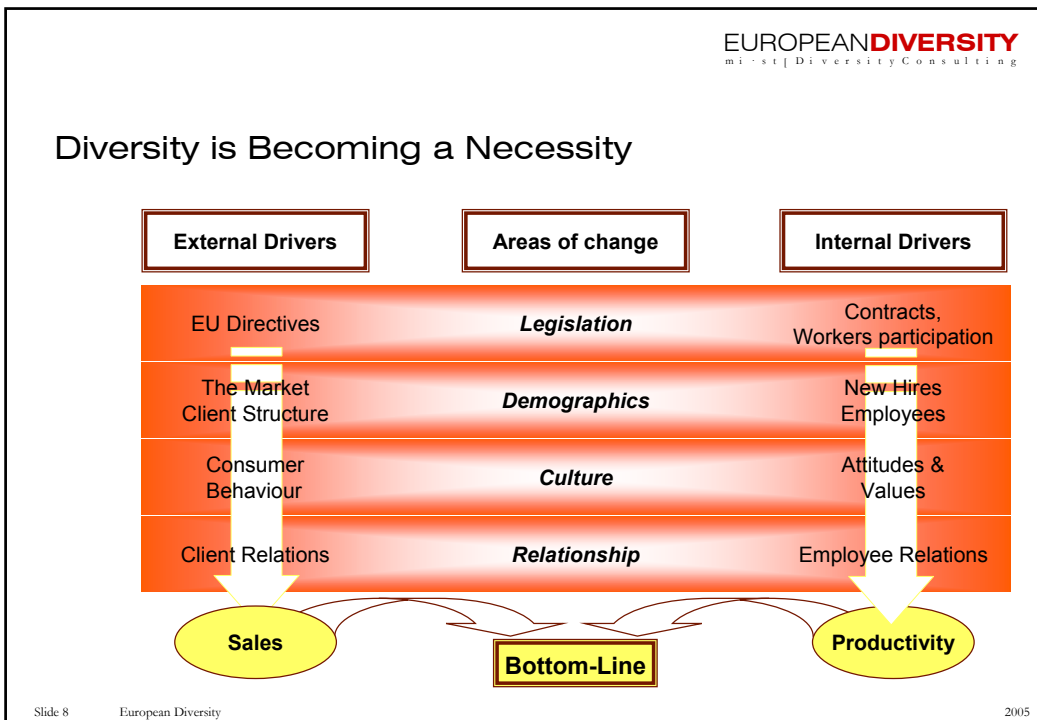 EUROPEANDIVERSITY
mi·st[ DiversityConsulting
Diversity is Becoming a Necessity
External Drivers
Areas of change
Internal Drivers
EU Directives
Legislation
Contracts,
Workers participation
The Market
Client Structure
Demographics
New Hires
Employees
Consumer
Behaviour
Culture
Attitudes &
Values
Client Relations
Relationship
Employee Relations
Sales
Bottom-Line
Productivity
Slide 8 European Diversity 2005